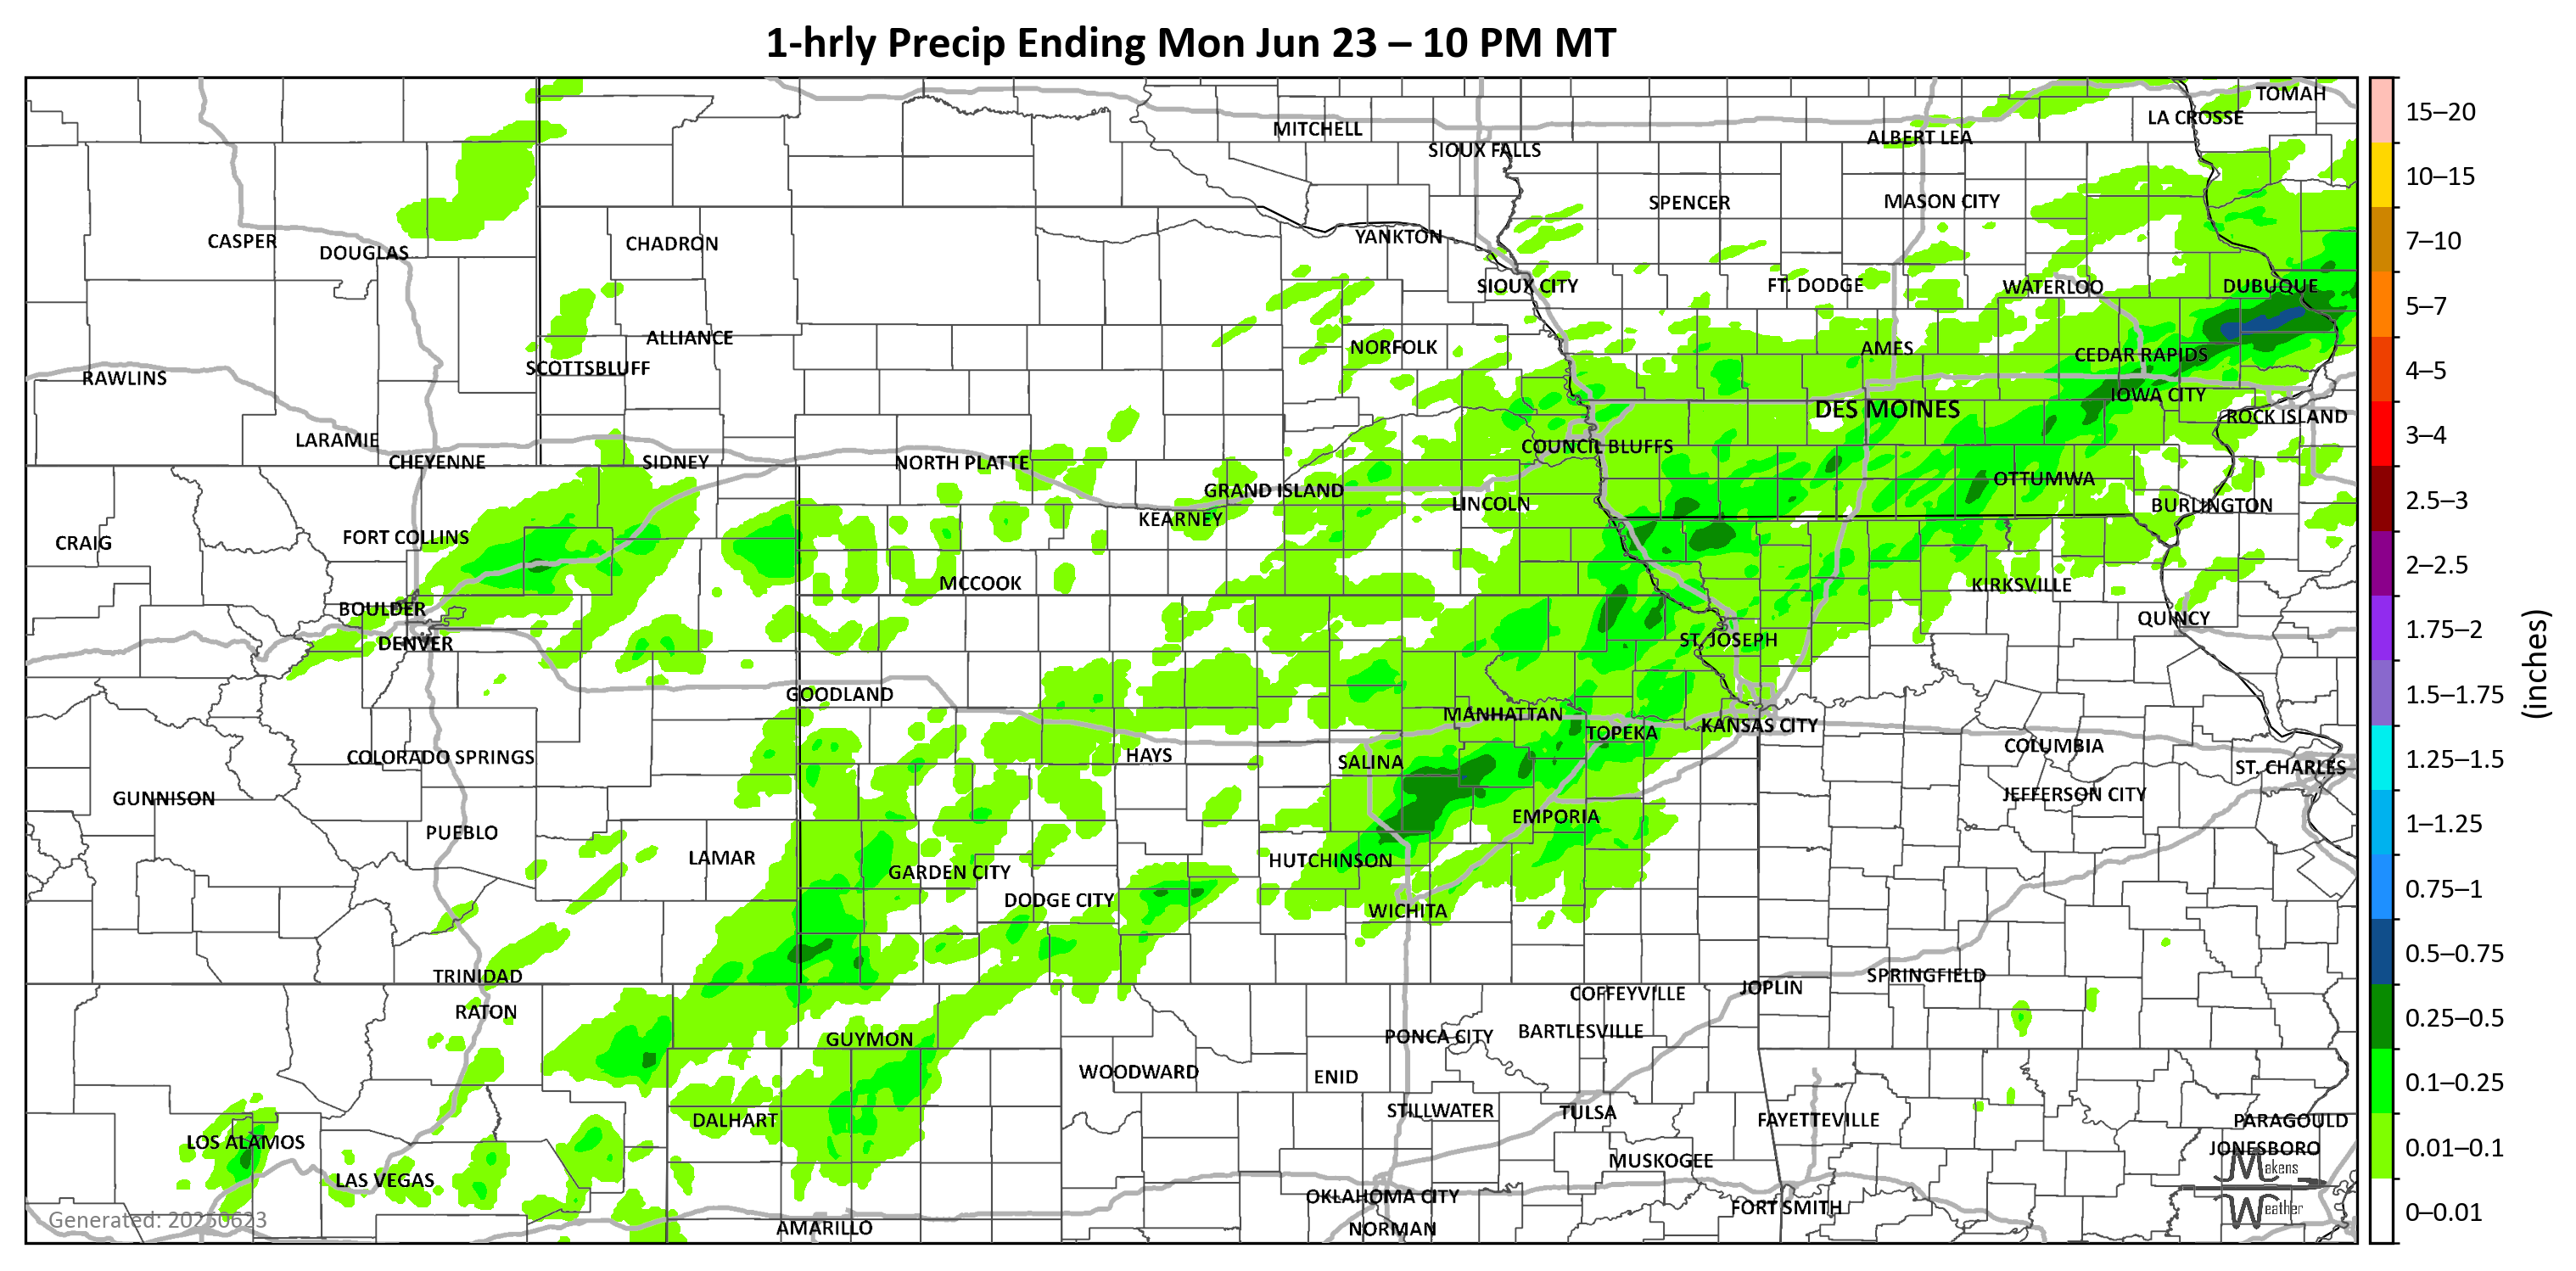 1-hrly Precip Ending Mon Jun 23 – 10 PM MT
TOMAH
15–20
LA CROSSE
MITCHELL
ALBERT LEA
SIOUX FALLS
10–15
SPENCER
MASON CITY
YANKTON
CASPER
CHADRON
7–10
DOUGLAS
SIOUX CITY
FT. DODGE
WATERLOO
DUBUQUE
5–7
ALLIANCE
NORFOLK
AMES
CEDAR RAPIDS
SCOTTSBLUFF
4–5
RAWLINS
IOWA CITY
DES MOINES
ROCK ISLAND
3–4
LARAMIE
COUNCIL BLUFFS
CHEYENNE
SIDNEY
NORTH PLATTE
OTTUMWA
GRAND ISLAND
2.5–3
LINCOLN
BURLINGTON
KEARNEY
FORT COLLINS
CRAIG
2–2.5
MCCOOK
KIRKSVILLE
BOULDER
QUINCY
1.75–2
DENVER
ST. JOSEPH
(inches)
GOODLAND
1.5–1.75
MANHATTAN
KANSAS CITY
TOPEKA
COLUMBIA
COLORADO SPRINGS
HAYS
SALINA
1.25–1.5
ST. CHARLES
GUNNISON
JEFFERSON CITY
EMPORIA
1–1.25
PUEBLO
LAMAR
HUTCHINSON
GARDEN CITY
0.75–1
DODGE CITY
WICHITA
0.5–0.75
TRINIDAD
SPRINGFIELD
JOPLIN
COFFEYVILLE
RATON
0.25–0.5
BARTLESVILLE
PONCA CITY
GUYMON
WOODWARD
ENID
0.1–0.25
STILLWATER
TULSA
DALHART
FAYETTEVILLE
PARAGOULD
LOS ALAMOS
0.01–0.1
JONESBORO
MUSKOGEE
Makens
LAS VEGAS
OKLAHOMA CITY
FORT SMITH
Weather
0–0.01
Generated: 20250623
AMARILLO
NORMAN